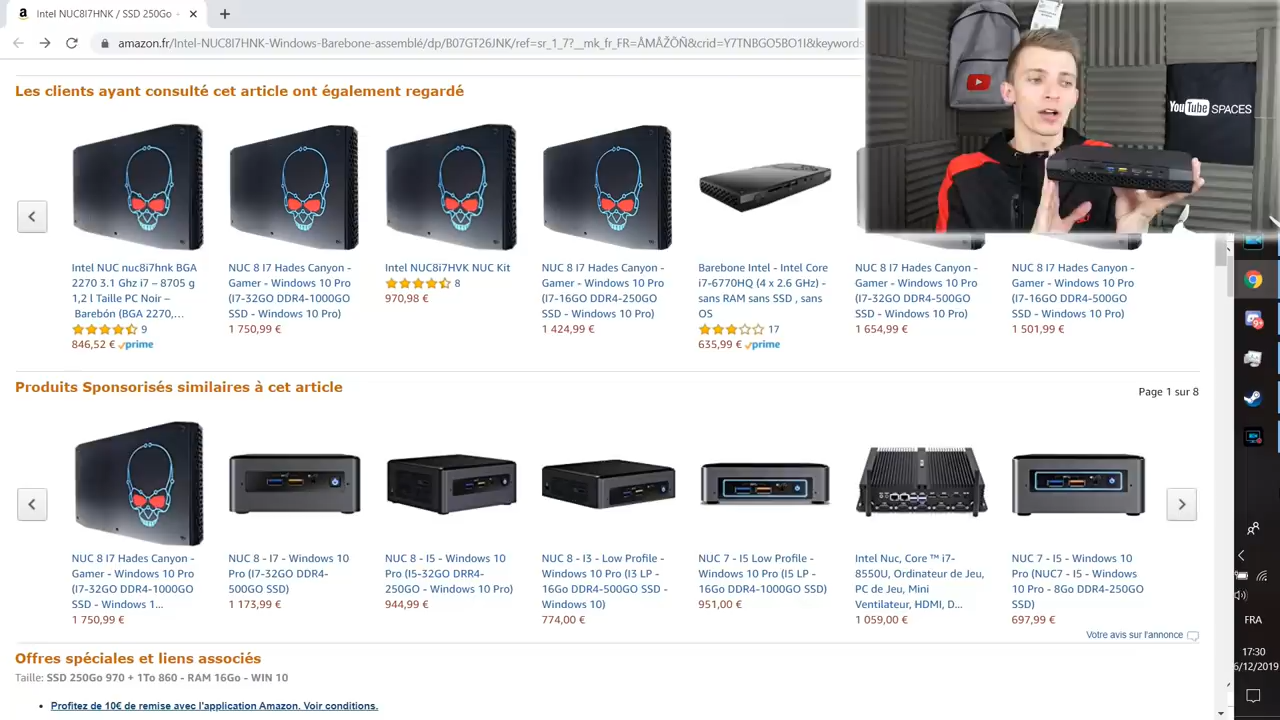 Intel NUC8I7HNK / SSD 250Go
amazon.fr/Intel-NUC8I7HNK-Windows-Barebone-assemblé/dp/B07GT26JNK/ref=sr_1_7?__mk_fr_FR=ÅMÅŽÕÑ&crid=Y7TNBGO5BO1I&keyword
YouTube SPACES
Les clients ayant consulté cet article ont également regardé
Intel NUC nuc8i7hnk BGA
2270 3.1 Ghz i7 – 8705 g
1,2 l Taille PC Noir –
Barebón (BGA 2270,...
9
846,52 € prime
NUC 8 I7 Hades Canyon -
Gamer - Windows 10 Pro
(I7-32GO DDR4-1000GO
SSD - Windows 10 Pro)
1 750,99 €
Intel NUC8i7HVK NUC Kit
8
970,98 €
NUC 8 I7 Hades Canyon -
Gamer - Windows 10 Pro
(I7-16GO DDR4-250GO
SSD - Windows 10 Pro)
1 424,99 €
Barebone Intel - Intel Core
i7-6770HQ (4 x 2.6 GHz) -
sans RAM sans SSD , sans
OS
17
635,99 € prime
NUC 8 I7 Hades Canyon -
Gamer - Windows 10 Pro
(I7-32GO DDR4-500GO
SSD - Windows 10 Pro)
1 654,99 €
NUC 8 I7 Hades Canyon -
Gamer - Windows 10 Pro
(I7-16GO DDR4-500GO
SSD - Windows 10 Pro)
1 501,99 €
Produits Sponsorisés similaires à cet article
Page 1 sur 8
NUC 8 I7 Hades Canyon -
Gamer - Windows 10 Pro
(I7-32GO DDR4-1000GO
SSD - Windows 1...
1 750,99 €
NUC 8 - I7 - Windows 10
Pro (I7-32GO DDR4-
500GO SSD)
1 173,99 €
NUC 8 - I5 - Windows 10
Pro (I5-32GO DRR4-
250GO - Windows 10 Pro)
944,99 €
NUC 8 - I3 - Low Profile -
Windows 10 Pro (I3 LP -
16Go DDR4-500GO SSD -
Windows 10)
774,00 €
NUC 7 - I5 Low Profile -
Windows 10 Pro (I5 LP -
16Go DDR4-1000GO SSD)
951,00 €
Intel Nuc, Core ™ i7-
8550U, Ordinateur de Jeu,
PC de Jeu, Mini
Ventilateur, HDMI, D...
1 059,00 €
NUC 7 - I5 - Windows 10
Pro (NUC7 - I5 - Windows
10 Pro - 8Go DDR4-250GO
SSD)
697,99 €
Votre avis sur l'annonce
Offres spéciales et liens associés
Taille: SSD 250Go 970 + 1To 860 - RAM 16Go - WIN 10
Profitez de 10€ de remise avec l'application Amazon. Voir conditions.
FRA
17:30
6/12/2019